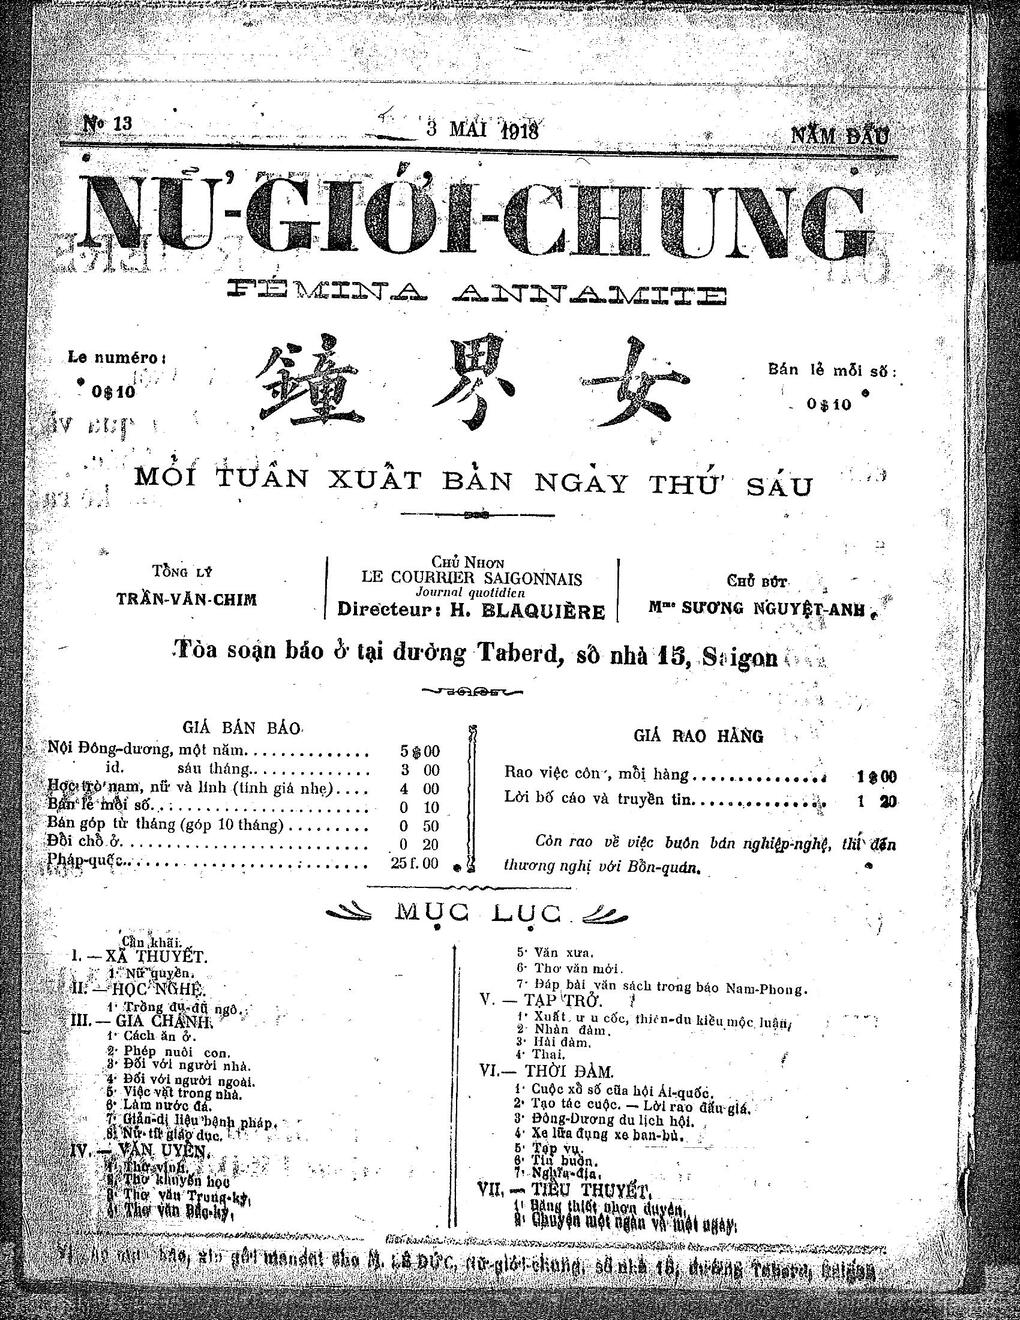 Nº 13
3 MAI 1918
NĂM ĐẦU
NỮ-GIỚI-CHUNG
FÉMINA ANNAMITE
Le numéro:
0$10
鐘 界 女
Bán lẻ mỗi số:
0$10
MỖI TUẦN XUẤT BẢN NGÀY THỨ SÁU
TỔNG LÝ
TRẦN-VĂN-CHIM
CHỦ NHƠN
LE COURRIER SAIGONNAIS
Journal quotidien
Directeur: H. BLAQUIÈRE
CHỦ BÚT
Mme SƯƠNG NGUYỆT-ANH
Tòa soạn báo ở tại đường Taberd, số nhà 15, Saigon
GIÁ BÁN BÁO
Nội Đông-dương, một năm.............. 5$00
id. sáu tháng.............. 3 00
Học trò nam, nữ và lính (tính giá nhẹ).... 4 00
Bán lẻ mỗi số.................... 0 10
Bán góp từ tháng (góp 10 tháng)......... 0 50
Đổi chỗ ở........................ 0 20
Pháp-quốc........................ 25f.00
GIÁ RAO HÀNG
Rao việc côn, mỗi hàng................ 1$00
Lời bố cáo và truyền tin................ 1 20
Còn rao về việc buôn bán nghiệp-nghệ, thì đến
thương nghị với Bổn-quán.
MỤC LỤC
Cẩn khải.
I. — XÃ THUYẾT.
1· Nữ quyền.
II. — HỌC NGHỆ.
1· Trồng đu-đủ ngô.
III. — GIA CHÁNH.
1· Cách ăn ở.
2· Phép nuôi con.
3· Đối với người nhà.
4· Đối với người ngoài.
5· Việc vặt trong nhà.
6· Làm nước đá.
7· Giản-dị liệu bệnh pháp.
8· Nữ-tử giáo dục.
IV. — VĂN UYỂN.
1· Thơ vịnh.
2· Thơ khuyến học
3· Thơ văn Trung-kỳ.
4· Thơ văn Bắc-kỳ.
5· Văn xưa.
6· Thơ văn mới.
7· Đáp bài văn sách trong báo Nam-Phong.
V. — TẠP TRỞ.
1· Xuất ư u cốc, thiên-du kiều mộc luận
2· Nhàn đàm.
3· Hài đàm.
4· Thai.
VI. — THỜI ĐÀM.
1· Cuộc xổ số của hội Ái-quốc.
2· Tạo tác cuộc. — Lời rao đấu-giá.
3· Đông-Dương du lịch hội.
4· Xe lửa đụng xe ban-bù.
5· Tạp vụ.
6· Tin buồn.
7· Nghĩa-địa.
VII. — TIỂU THUYẾT.
1· Băng thiết nhơn duyên.
2· Chuyện một ngàn và một ngày.
báo, xin gởi mandat cho M. LÊ ĐỨC, nữ-giới-chung, số nhà 15, đường Taberd, Saigon